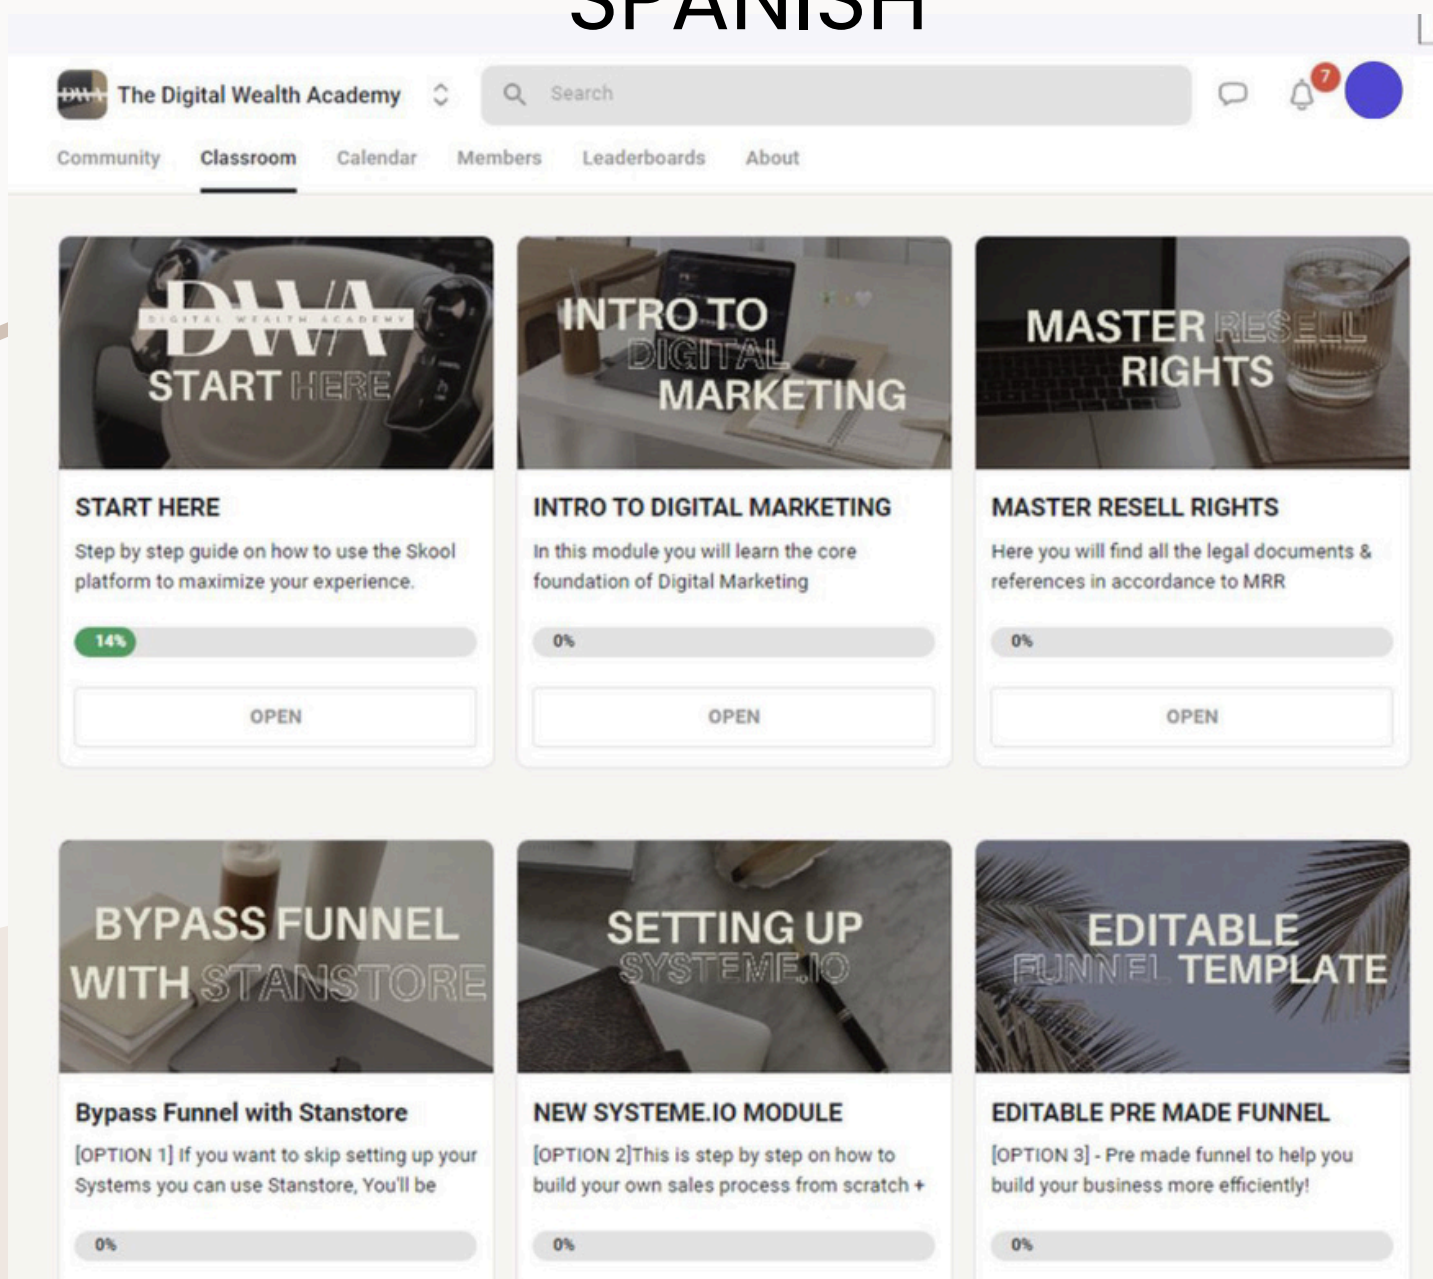 SPANISH
DWA The Digital Wealth Academy Search 7
Community Classroom Calendar Members Leaderboards About
DWA
DIGITAL WEALTH ACADEMY
START HERE
START HERE
Step by step guide on how to use the Skool
platform to maximize your experience.
14%
OPEN
INTRO TO
DIGITAL
MARKETING
INTRO TO DIGITAL MARKETING
In this module you will learn the core
foundation of Digital Marketing
0%
OPEN
MASTER RESELL
RIGHTS
MASTER RESELL RIGHTS
Here you will find all the legal documents &
references in accordance to MRR
0%
OPEN
BYPASS FUNNEL
WITH STANSTORE
Bypass Funnel with Stanstore
[OPTION 1] If you want to skip setting up your
Systems you can use Stanstore, You'll be
0%
SETTING UP
SYSTEME.IO
NEW SYSTEME.IO MODULE
[OPTION 2]This is step by step on how to
build your own sales process from scratch +
0%
EDITABLE
FUNNEL TEMPLATE
EDITABLE PRE MADE FUNNEL
[OPTION 3] - Pre made funnel to help you
build your business more efficiently!
0%